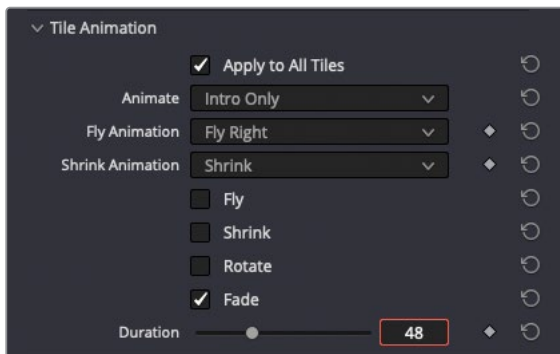 Tile Animation
Apply to All Tiles
Animate Intro Only
Fly Animation Fly Right
Shrink Animation Shrink
Fly
Shrink
Rotate
Fade
Duration 48